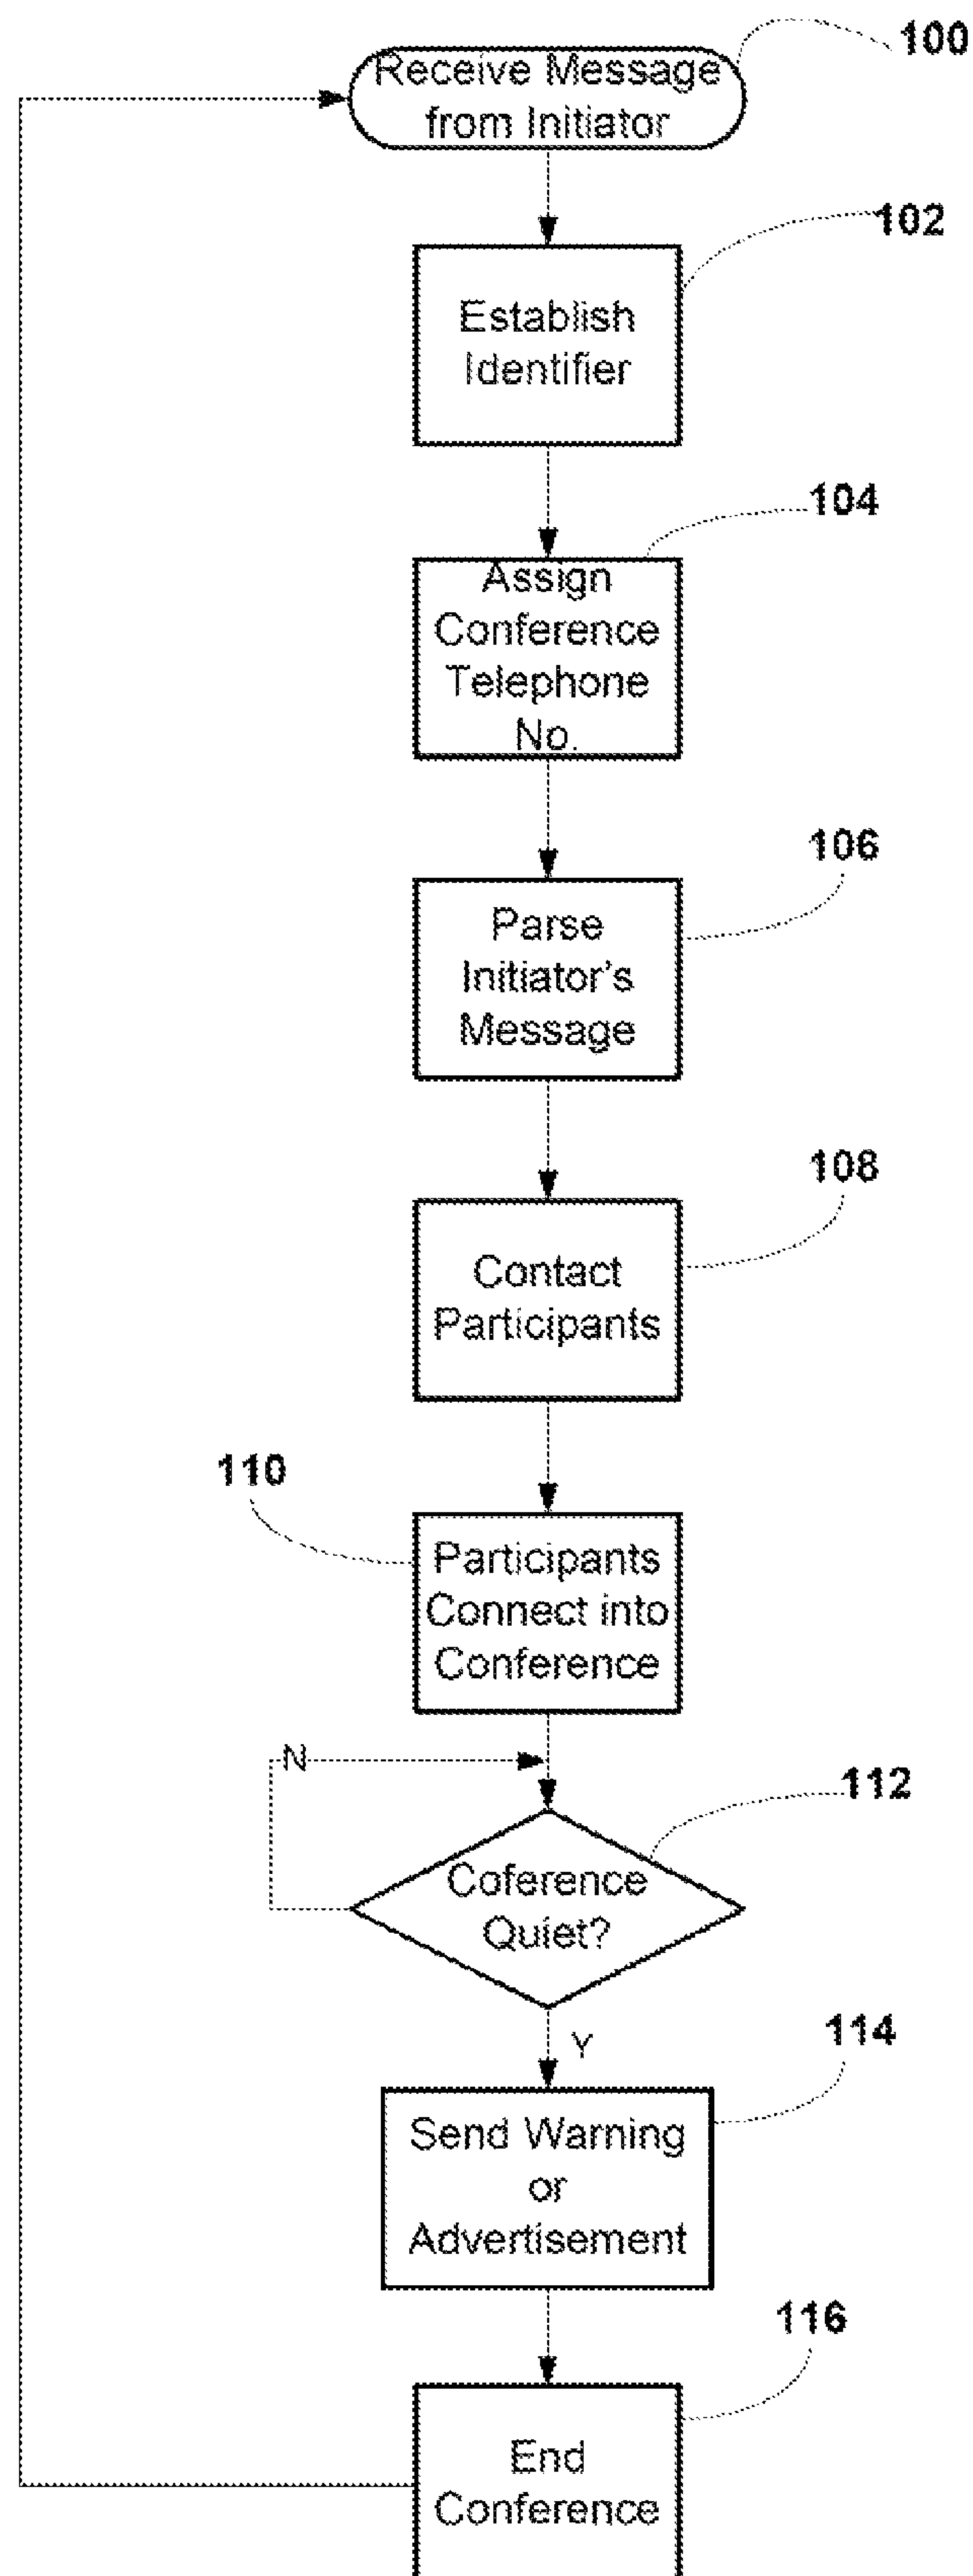 100
Receive Message
from Initiator
102
Establish
Identifier
104
Assign
Conference
Telephone
No.
106
Parse
Initiator's
Message
108
Contact
Participants
110
Participants
Connect into
Conference
N
112
Coference
Quiet?
Y
114
Send Warning
or
Advertisement
116
End
Conference